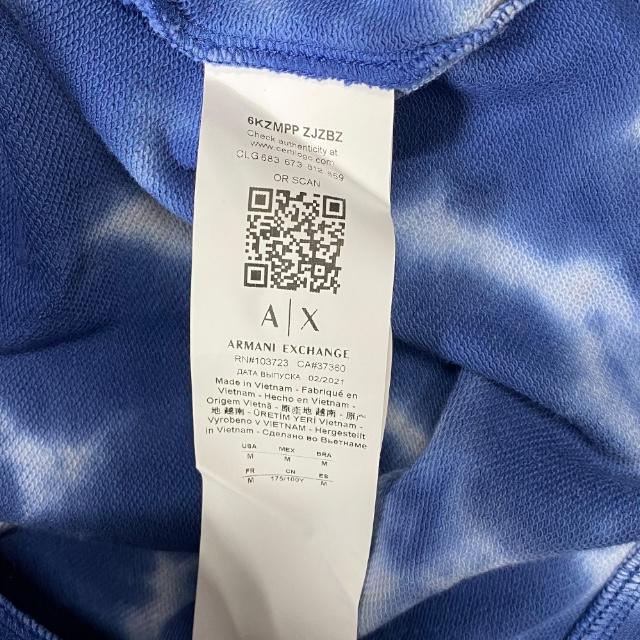 6KZMPP ZJZBZ
Check authenticity at
www.cerlogo.com
CLG 683 673 812 869
OR SCAN
A|X
ARMANI EXCHANGE
RN#103723 CA#37380
ДАТА ВЫПУСКА 02/2021
Made in Vietnam - Fabriqué en
Vietnam - Hecho en Vietnam -
Origem Vietnã - 原産地 越南 - 原产
地 越南 - ÜRETİM YERİ Vietnam -
Vyrobeno v VIETNAM - Hergestellt
in Vietnam - Сделано во Вьетнаме
USA MEX BRA
M M M
FR CN ES
M 175/100Y M